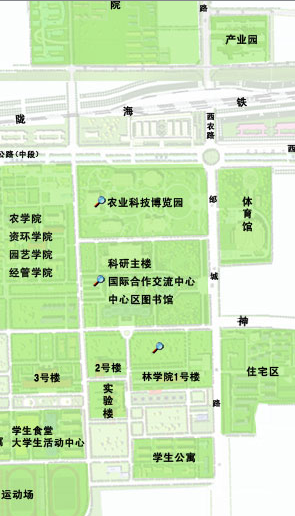 院
路
产业园
陇
海
铁
西农路
公路(中段)
西
农业科技博览园
体育馆
邰
农学院
资环学院
园艺学院
经管学院
科研主楼
国际合作交流中心
中心区图书馆
城
神
3号楼
2号楼
林学院1号楼
住宅区
实验楼
路
学生食堂
大学生活动中心
学生公寓
运动场